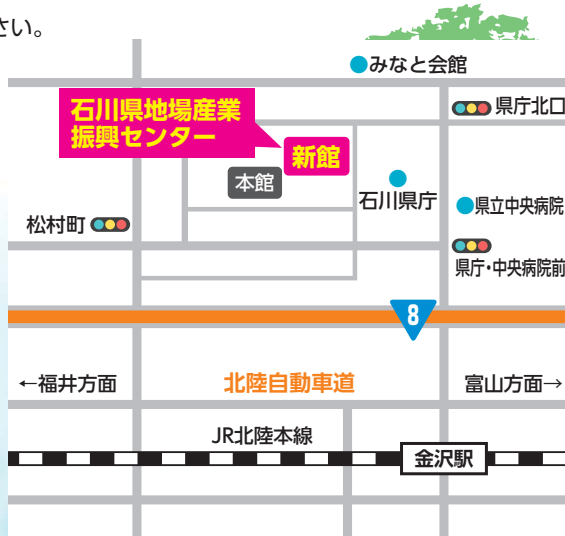 さい。
みなと会館
石川県地場産業
振興センター
県庁北口
新館
本館
石川県庁
県立中央病院
松村町
県庁・中央病院前
8
←福井方面
北陸自動車道
富山方面→
JR北陸本線
金沢駅